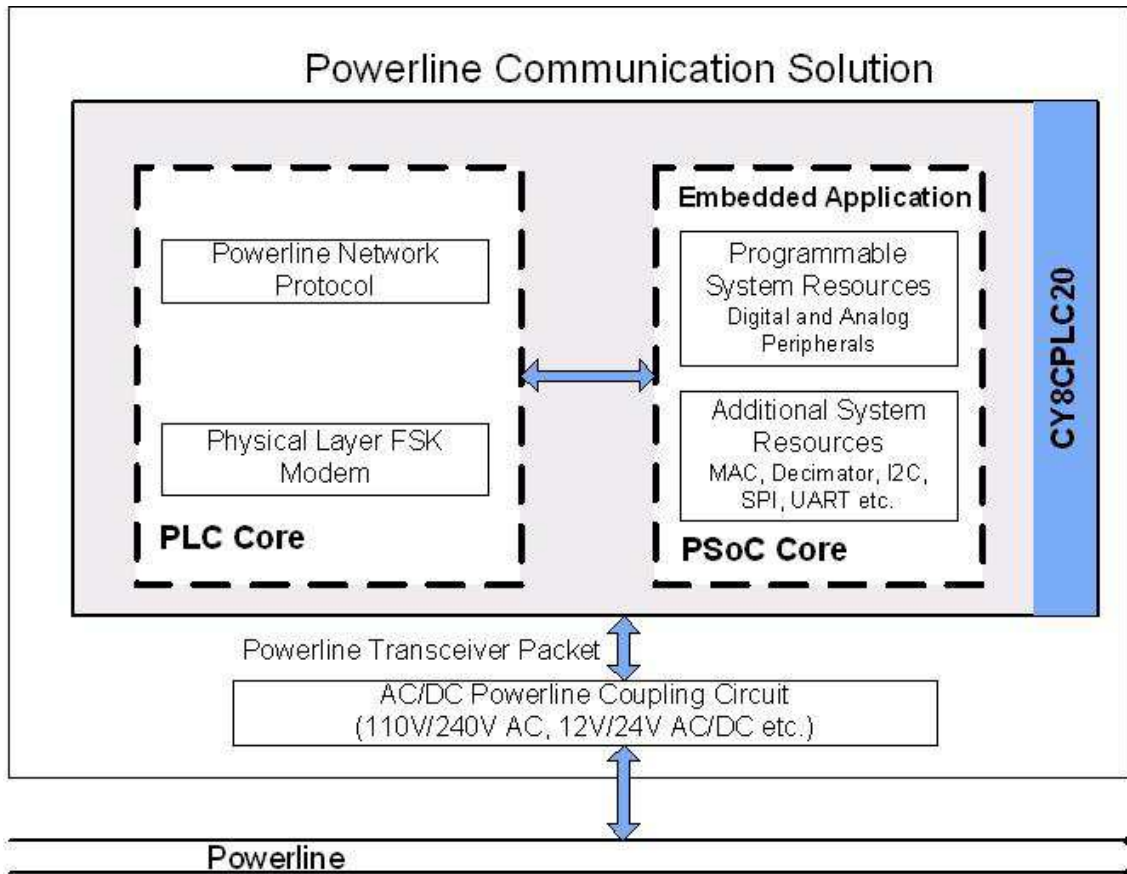 Powerline Communication Solution
Powerline Network
Protocol
Physical Layer FSK
Modem
PLC Core
Embedded Application
Programmable
System Resources
Digital and Analog
Peripherals
Additional System
Resources
MAC, Decimator, I2C,
SPI, UART etc.
PSoC Core
CY8CPLC20
Powerline Transceiver Packet
AC/DC Powerline Coupling Circuit
(110V/240V AC, 12V/24V AC/DC etc.)
Powerline